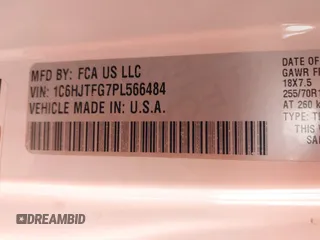 MFD BY: FCA US LLC
VIN: 1C6HJTFG7PL566484
VEHICLE MADE IN: U.S.A.
DATE OF
GAWR F
18X7.5
255/70R1
AT 260 k
THIS
TYPE: T
DREAMBID